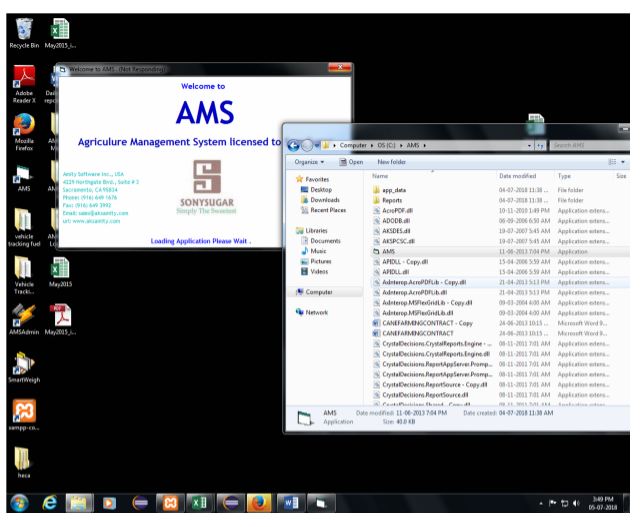 Recycle Bin
May2015_i...
Adobe Reader X
Mozilla Firefox
AMS
vehicle tracking fuel
Vehicle Tracki...
May2015
AMSAdmin
May2015_i...
SmartWeigh
xampp-co...
heca
Welcome to AMS (Not Responding)
Welcome to
AMS
Agriculure Management System licensed to
Amity Software Inc., USA
4229 Northgate Blvd., Suite # 3
Sacramento, CA 95834
Phone: (916) 649 1676
Fax: (916) 649 3992
url: www.aksamity.com
SONYSUGAR
Simply The Sweetest
Loading Application Please Wait .
Computer
OS (C:)
AMS
Search AMS
Organize
Open
New folder
Favorites
Desktop
Downloads
Recent Places
Libraries
Documents
Music
Pictures
Videos
Computer
Network
Name Date modified Type Size
app_data 04-07-2018 11:38 ... File folder
Reports 04-07-2018 11:38 ... File folder
AcroPDF.dll 10-11-2010 1:49 PM Application extens...
ADODB.dll 06-09-2006 6:50 AM Application extens...
AKSDES.dll 19-07-2007 5:45 AM Application extens...
AKSPCSC.dll 19-07-2007 5:45 AM Application extens...
AMS 11-06-2013 7:04 PM Application
APIDLL - Copy.dll 15-04-2006 5:59 AM Application extens...
APIDLL.dll 15-04-2006 5:59 AM Application extens...
AxInterop.AcroPDFLib - Copy.dll 21-04-2013 5:13 PM Application extens...
AxInterop.AcroPDFLib.dll 21-04-2013 5:13 PM Application extens...
AxInterop.MSFlexGridLib - Copy.dll 09-03-2004 4:00 AM Application extens...
AxInterop.MSFlexGridLib.dll 09-03-2004 4:00 AM Application extens...
CANEFARMINGCONTRACT - Copy 24-06-2013 10:15 ... Microsoft Word 9...
CANEFARMINGCONTRACT 24-06-2013 10:15 ... Microsoft Word 9...
CrystalDecisions.CrystalReports.Engine - ... 08-11-2011 7:01 AM Application extens...
CrystalDecisions.CrystalReports.Engine.dll 08-11-2011 7:01 AM Application extens...
CrystalDecisions.ReportAppServer.Promp... 08-11-2011 7:01 AM Application extens...
CrystalDecisions.ReportAppServer.Promp... 08-11-2011 7:01 AM Application extens...
CrystalDecisions.ReportSource - Copy.dll 08-11-2011 7:01 AM Application extens...
CrystalDecisions.ReportSource.dll 08-11-2011 7:01 AM Application extens...
CrystalDecisions.Shared - Copy.dll 08-11-2011 7:01 AM Application extens...
AMS Date modified: 11-06-2013 7:04 PM Date created: 04-07-2018 11:38 AM
Application Size: 40.0 KB
3:49 PM
05-07-2018